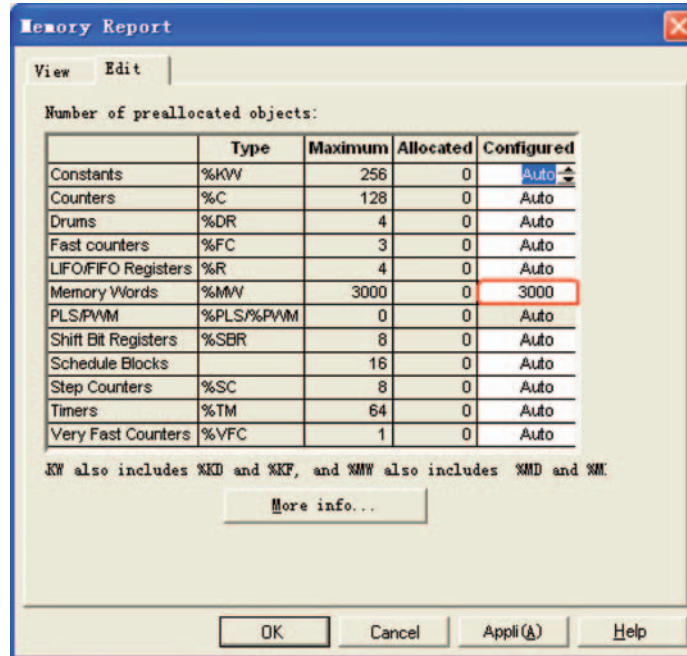 Memory Report
View Edit
Number of preallocated objects:
Type Maximum Allocated Configured
Constants %KW 256 0 Auto
Counters %C 128 0 Auto
Drums %DR 4 0 Auto
Fast counters %FC 3 0 Auto
LIFO/FIFO Registers %R 4 0 Auto
Memory Words %MW 3000 0 3000
PLS/PWM %PLS/%PWM 0 0 Auto
Shift Bit Registers %SBR 8 0 Auto
Schedule Blocks 16 0 Auto
Step Counters %SC 8 0 Auto
Timers %TM 64 0 Auto
Very Fast Counters %VFC 1 0 Auto
KW also includes %KD and %KF, and %MW also includes %MD and %M
More info...
OK Cancel Appli(A) Help